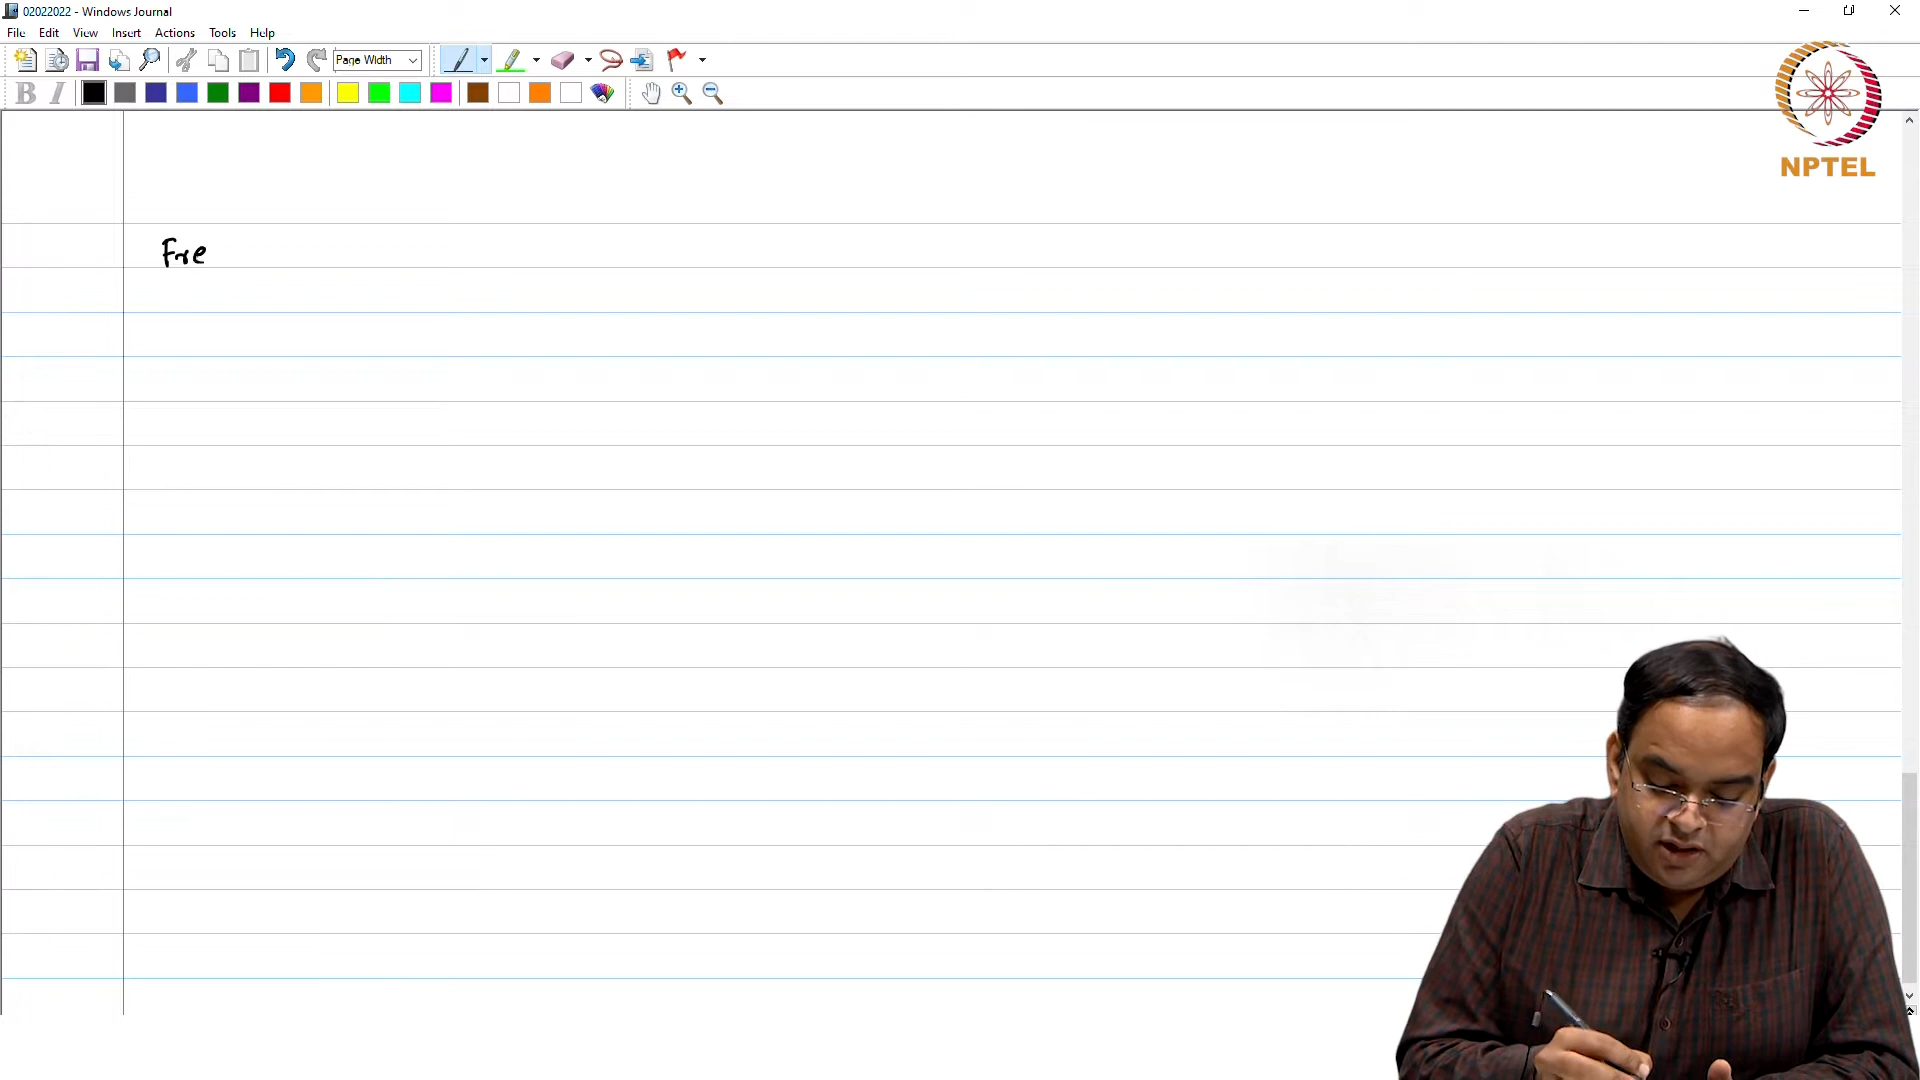 02022022 - Windows Journal
File Edit View Insert Actions Tools Help
Page Width
B I
NPTEL
Fre